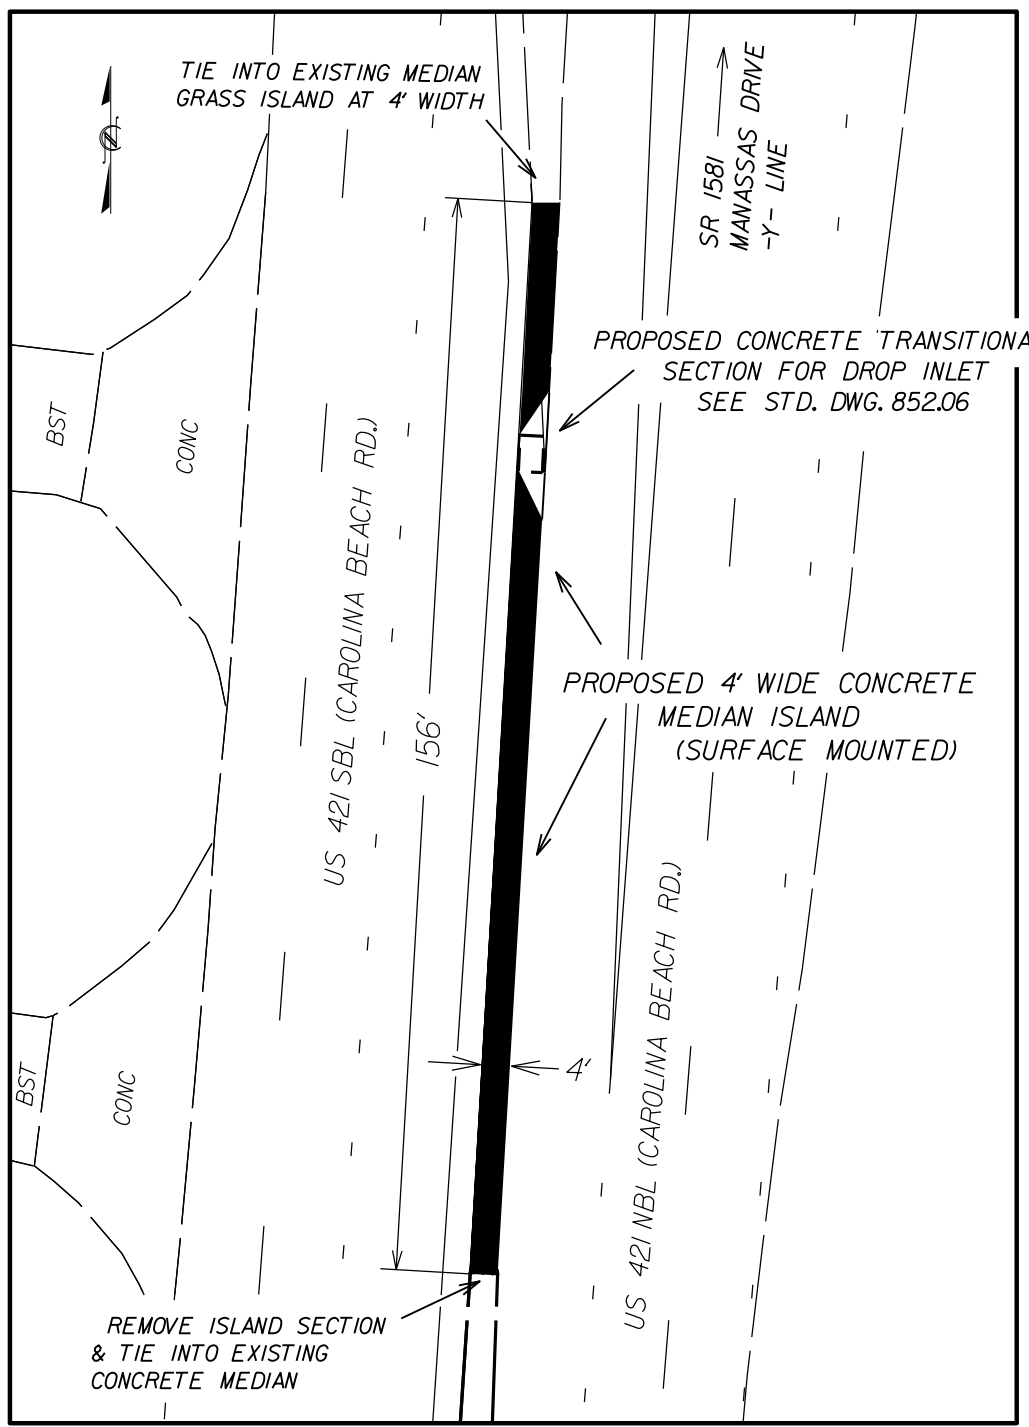 TIE INTO EXISTING MEDIAN
GRASS ISLAND AT 4' WIDTH
SR 1581
MANASSAS DRIVE
-Y- LINE
PROPOSED CONCRETE TRANSITIONA
SECTION FOR DROP INLET
SEE STD. DWG. 852.06
BST
CONC
US 421 SBL (CAROLINA BEACH RD.)
156'
PROPOSED 4' WIDE CONCRETE
MEDIAN ISLAND
(SURFACE MOUNTED)
US 421 NBL (CAROLINA BEACH RD.)
4'
BST
CONC
REMOVE ISLAND SECTION
& TIE INTO EXISTING
CONCRETE MEDIAN